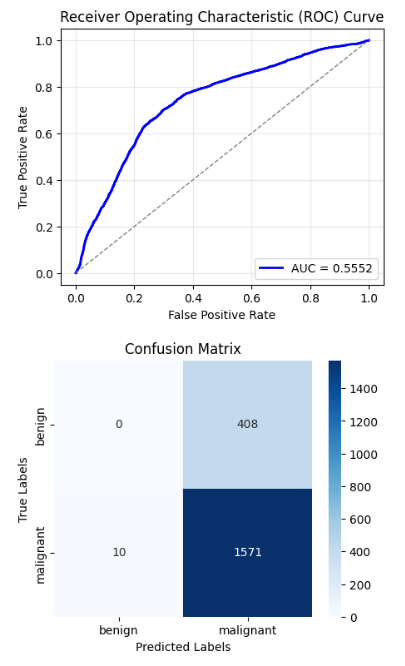 Receiver Operating Characteristic (ROC) Curve
1.0
0.8
0.6
0.4
0.2
0.0
True Positive Rate
AUC = 0.5552
0.0 0.2 0.4 0.6 0.8 1.0
False Positive Rate
Confusion Matrix
True Labels
benign
0 408
malignant
10 1571
benign malignant
Predicted Labels
1400
1200
1000
800
600
400
200
0